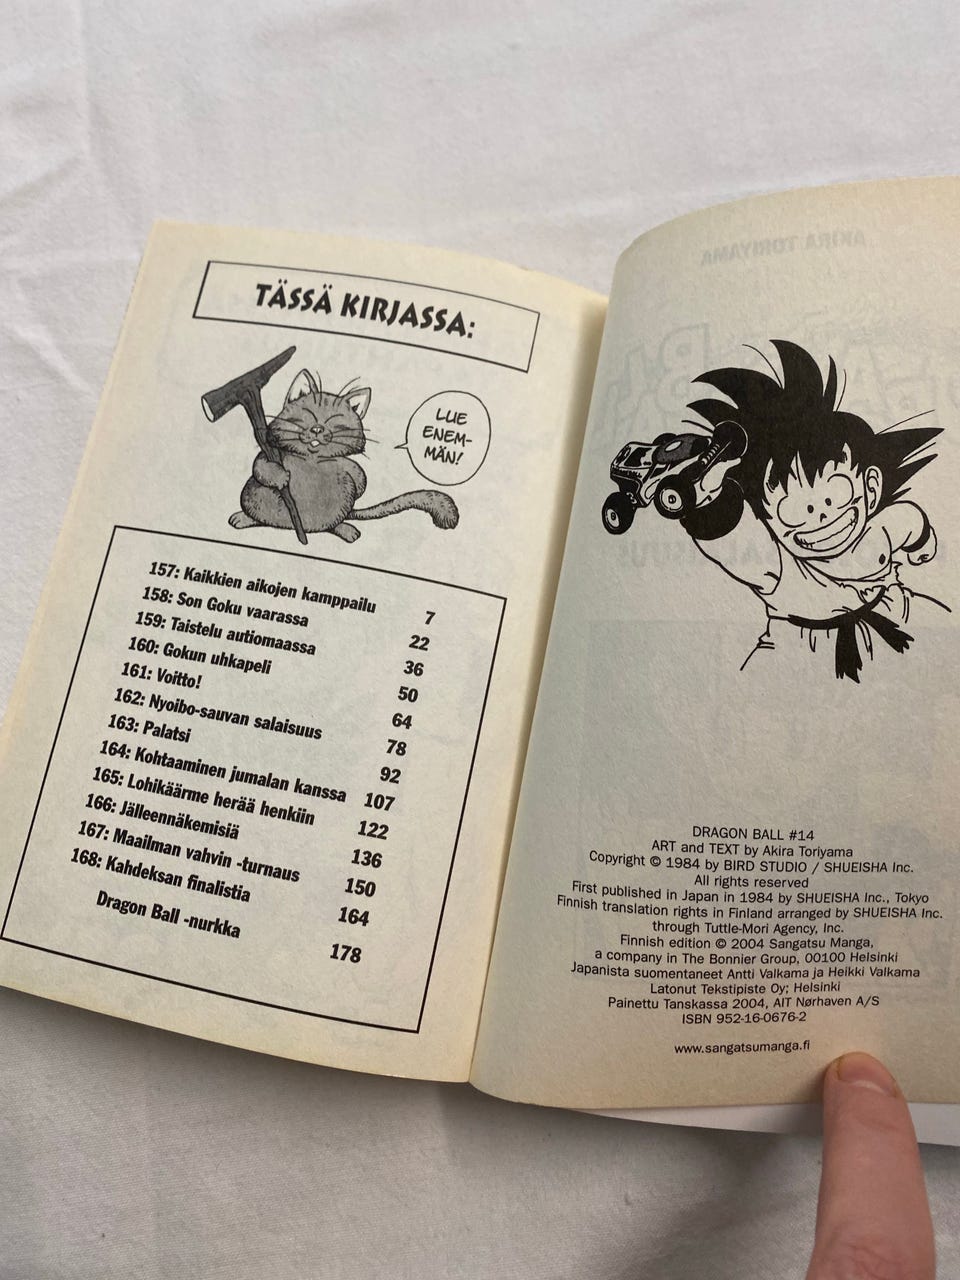 TÄSSÄ KIRJASSA:
LUE
ENEM-
MÄN!
157: Kaikkien aikojen kamppailu 7
158: Son Goku vaarassa 22
159: Taistelu autiomaassa 36
160: Gokun uhkapeli 50
161: Voitto! 64
162: Nyoibo-sauvan salaisuus 78
163: Palatsi 92
164: Kohtaaminen jumalan kanssa 107
165: Lohikäärme herää henkiin 122
166: Jälleennäkemisiä 136
167: Maailman vahvin -turnaus 150
168: Kahdeksan finalistia 164
Dragon Ball -nurkka 178
AKIRA TORIYAMA
DRAGON BALL #14
ART and TEXT by Akira Toriyama
Copyright © 1984 by BIRD STUDIO / SHUEISHA Inc.
All rights reserved
First published in Japan in 1984 by SHUEISHA Inc., Tokyo
Finnish translation rights in Finland arranged by SHUEISHA Inc.
through Tuttle-Mori Agency, Inc.
Finnish edition © 2004 Sangatsu Manga,
a company in The Bonnier Group, 00100 Helsinki
Japanista suomentaneet Antti Valkama ja Heikki Valkama
Latonut Tekstipiste Oy; Helsinki
Painettu Tanskassa 2004, AIT Nørhaven A/S
ISBN 952-16-0676-2
www.sangatsumanga.fi